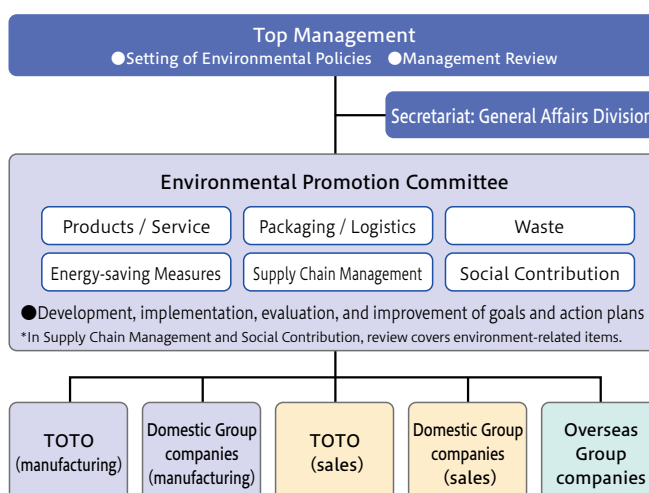 Top Management
●Setting of Environmental Policies ●Management Review
Secretariat: General Affairs Division
Environmental Promotion Committee
Products / Service
Packaging / Logistics
Waste
Energy-saving Measures
Supply Chain Management
Social Contribution
●Development, implementation, evaluation, and improvement of goals and action plans
*In Supply Chain Management and Social Contribution, review covers environment-related items.
TOTO
(manufacturing)
Domestic Group
companies
(manufacturing)
TOTO
(sales)
Domestic Group
companies
(sales)
Overseas
Group
companies